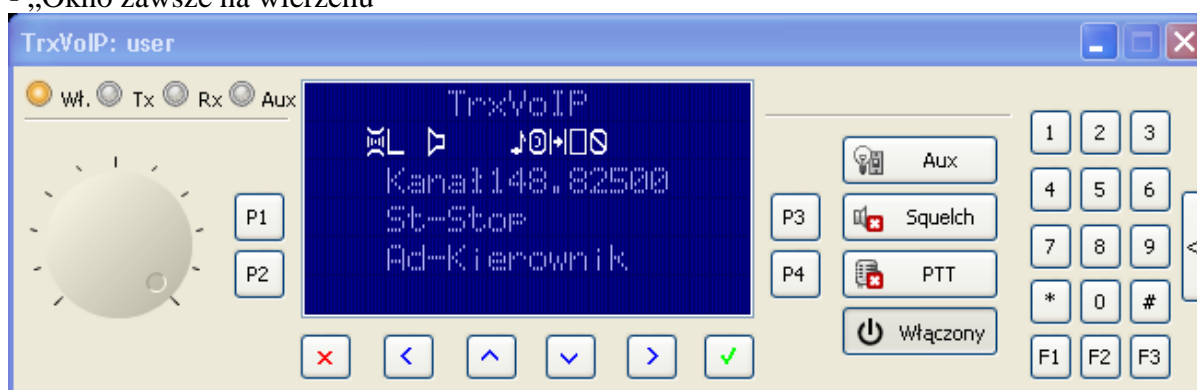 - „Okno zawsze na wierzchu”
TrxVoIP: user
Wł. Tx Rx Aux
TrxVoIP
Kanał148.82500
St-Stop
Ad-Kierownik
P1
P2
P3
P4
Aux
Squelch
PTT
Włączony
1 2 3
4 5 6
7 8 9
* 0 #
F1 F2 F3
<